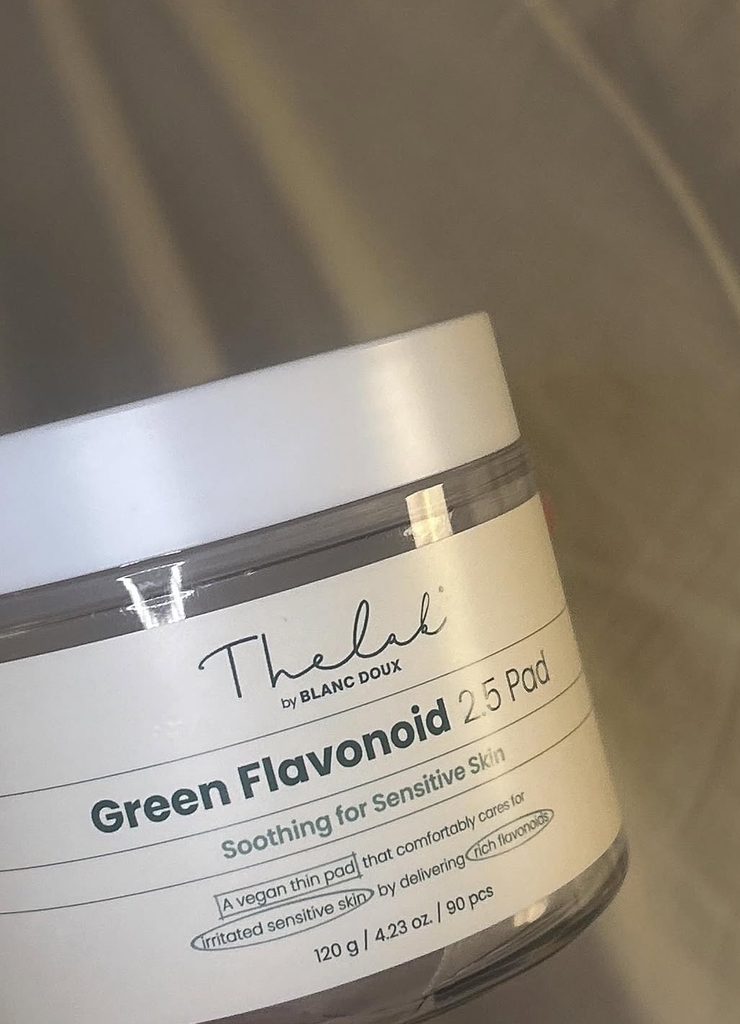 Thelab®
by BLANC DOUX
Green Flavonoid 2.5 Pad
Soothing for Sensitive Skin
A vegan thin pad that comfortably cares for
irritated sensitive skin by delivering rich flavonoids
120 g / 4.23 oz. / 90 pcs